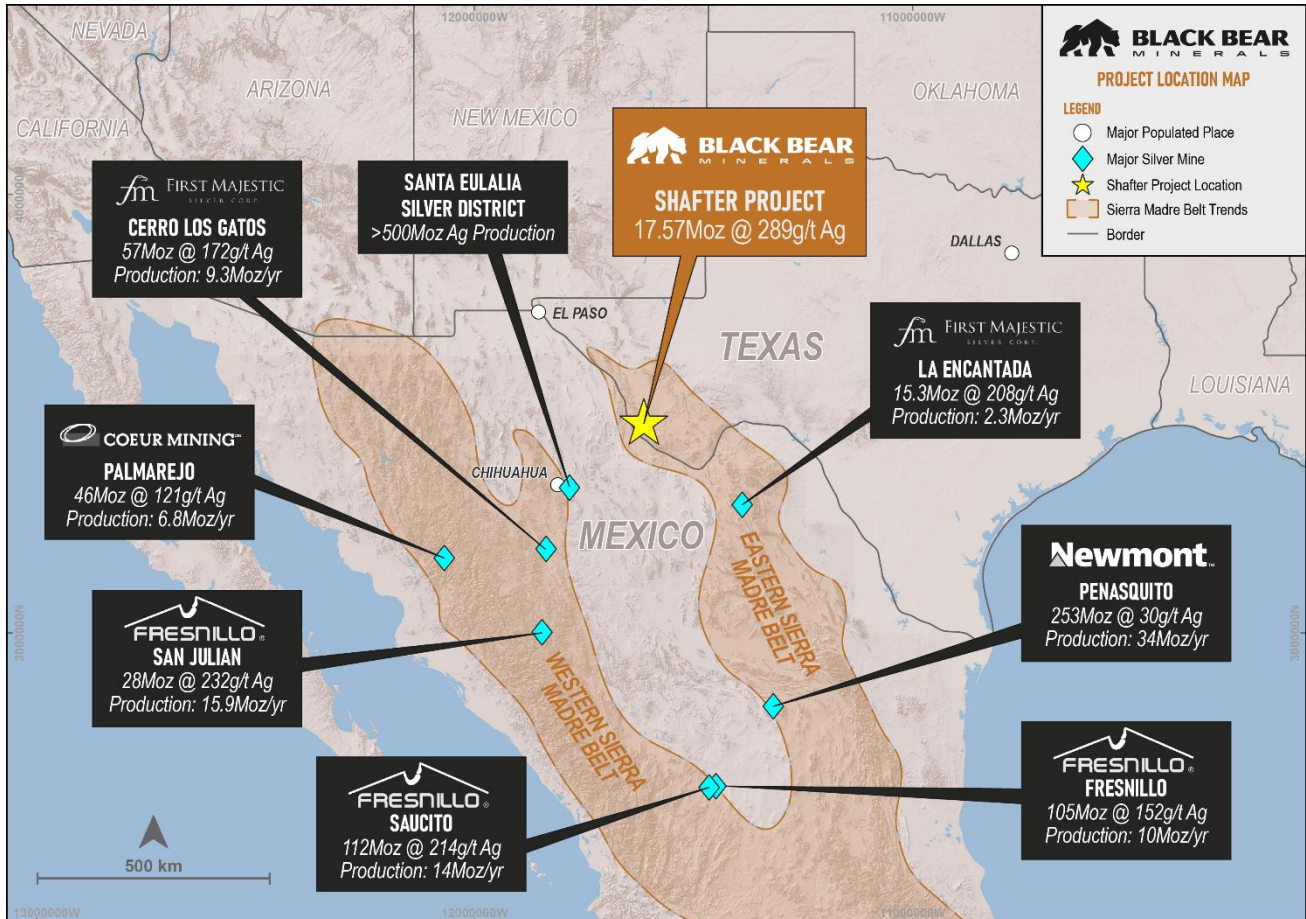 12000000W
11000000W
NEVADA
ARIZONA
CALIFORNIA
NEW MEXICO
OKLAHOMA
BLACK BEAR
MINERALS
PROJECT LOCATION MAP
LEGEND
Major Populated Place
Major Silver Mine
Shafter Project Location
Sierra Madre Belt Trends
Border
BLACK BEAR
MINERALS
SHAFTER PROJECT
17.57Moz @ 289g/t Ag
fm FIRST MAJESTIC
SILVER CORP.
CERRO LOS GATOS
57Moz @ 172g/t Ag
Production: 9.3Moz/yr
SANTA EULALIA
SILVER DISTRICT
>500Moz Ag Production
4000000N
4000000N
DALLAS
EL PASO
TEXAS
LOUISIANA
fm FIRST MAJESTIC
SILVER CORP.
LA ENCANTADA
15.3Moz @ 208g/t Ag
Production: 2.3Moz/yr
COEUR MINING
PALMAREJO
46Moz @ 121g/t Ag
Production: 6.8Moz/yr
CHIHUAHUA
MEXICO
EASTERN SIERRA
MADRE BELT
WESTERN SIERRA
MADRE BELT
Newmont™
PENASQUITO
253Moz @ 30g/t Ag
Production: 34Moz/yr
FRESNILLO®
SAN JULIAN
28Moz @ 232g/t Ag
Production: 15.9Moz/yr
3000000N
3000000N
FRESNILLO®
SAUCITO
112Moz @ 214g/t Ag
Production: 14Moz/yr
FRESNILLO®
FRESNILLO
105Moz @ 152g/t Ag
Production: 10Moz/yr
500 km
13000000W
12000000W
11000000W